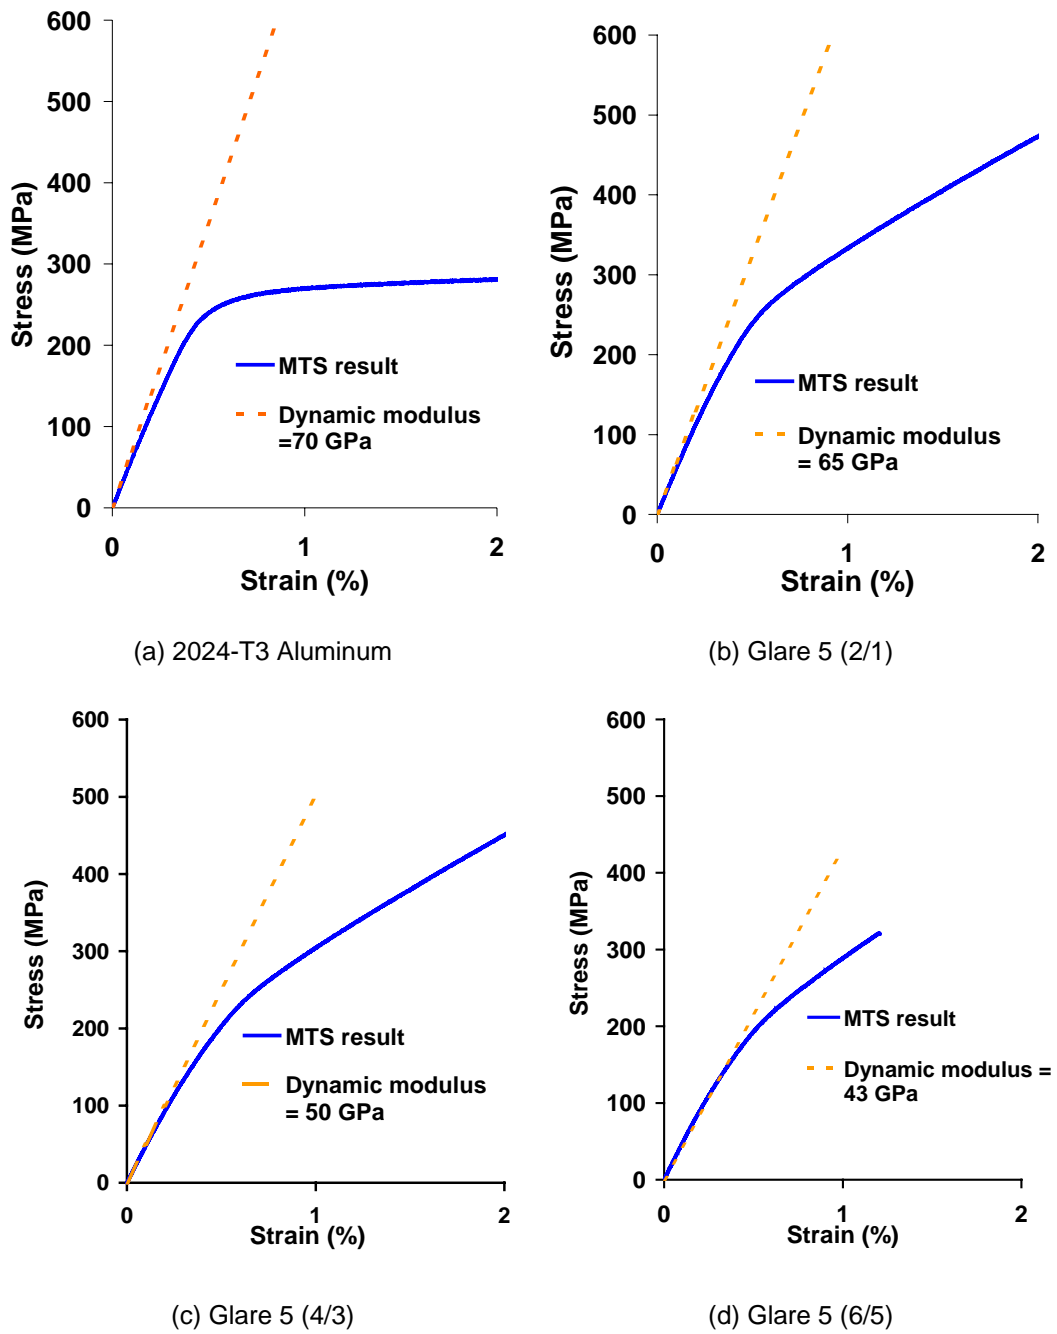 600
500
400
300
200
100
0
Stress (MPa)
MTS result
Dynamic modulus
=70 GPa
0
1
2
Strain (%)
(a) 2024-T3 Aluminum
600
500
400
300
200
100
0
Stress (MPa)
MTS result
Dynamic modulus
= 65 GPa
0
1
2
Strain (%)
(b) Glare 5 (2/1)
600
500
400
300
200
100
0
Stress (MPa)
MTS result
Dynamic modulus
= 50 GPa
0
1
2
Strain (%)
(c) Glare 5 (4/3)
600
500
400
300
200
100
0
Stress (MPa)
MTS result
Dynamic modulus =
43 GPa
0
1
2
Strain (%)
(d) Glare 5 (6/5)